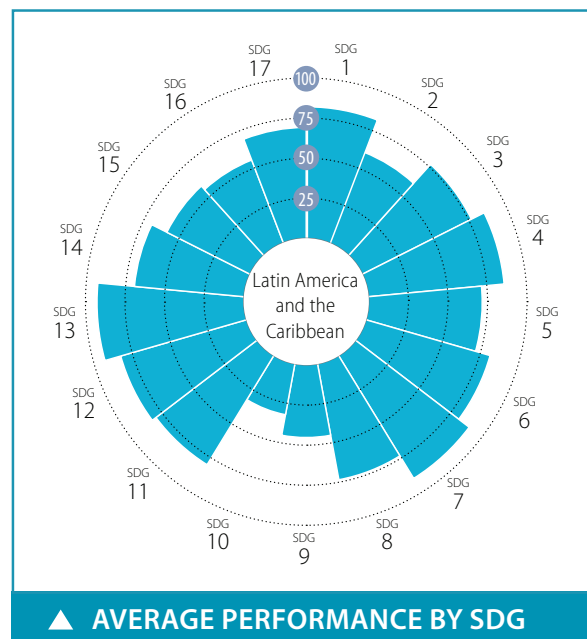 SDG
1
SDG
2
SDG
3
SDG
4
SDG
5
SDG
6
SDG
7
SDG
8
SDG
9
SDG
10
SDG
11
SDG
12
SDG
13
SDG
14
SDG
15
SDG
16
SDG
17
100
75
50
25
Latin America
and the
Caribbean
AVERAGE PERFORMANCE BY SDG